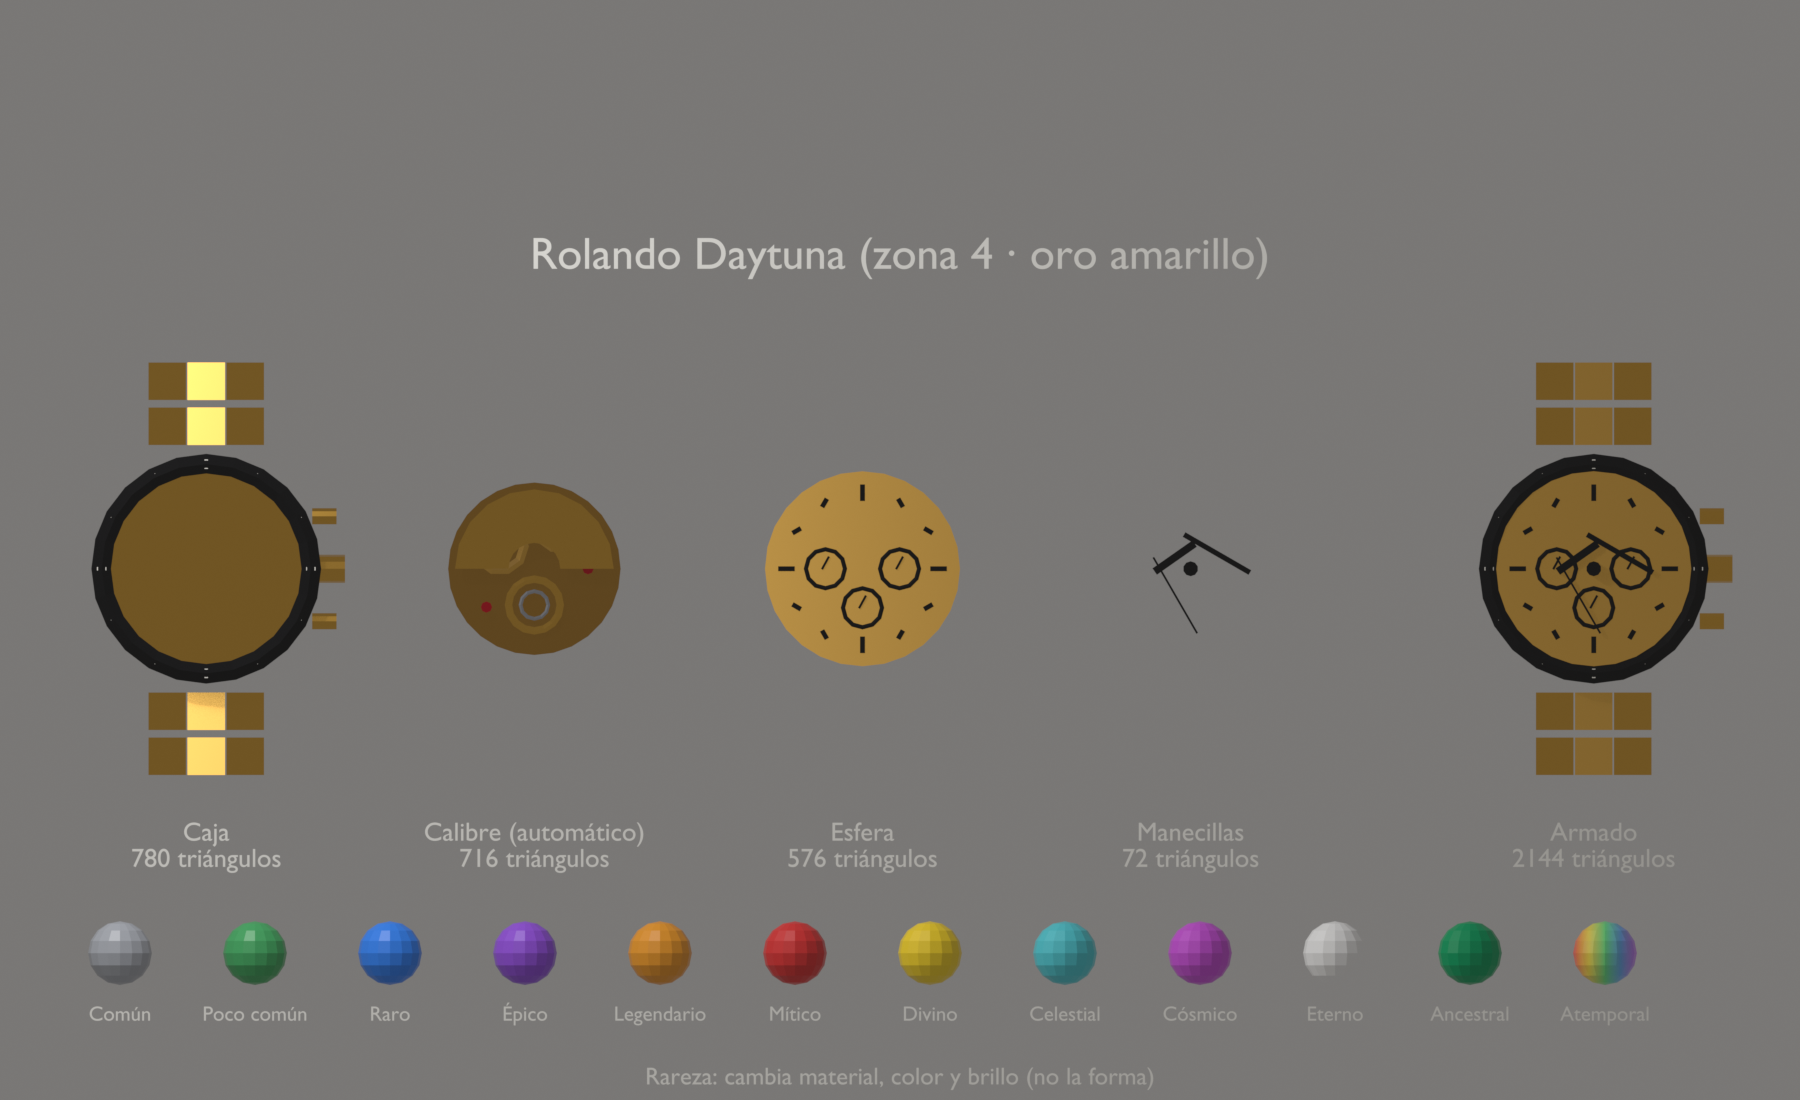 Rolando Daytuna (zona 4 · oro amarillo)
Caja
780 triángulos
Calibre (automático)
716 triángulos
Esfera
576 triángulos
Manecillas
72 triángulos
Armado
2144 triángulos
Común
Poco común
Raro
Épico
Legendario
Mítico
Divino
Celestial
Cósmico
Eterno
Ancestral
Atemporal
Rareza: cambia material, color y brillo (no la forma)